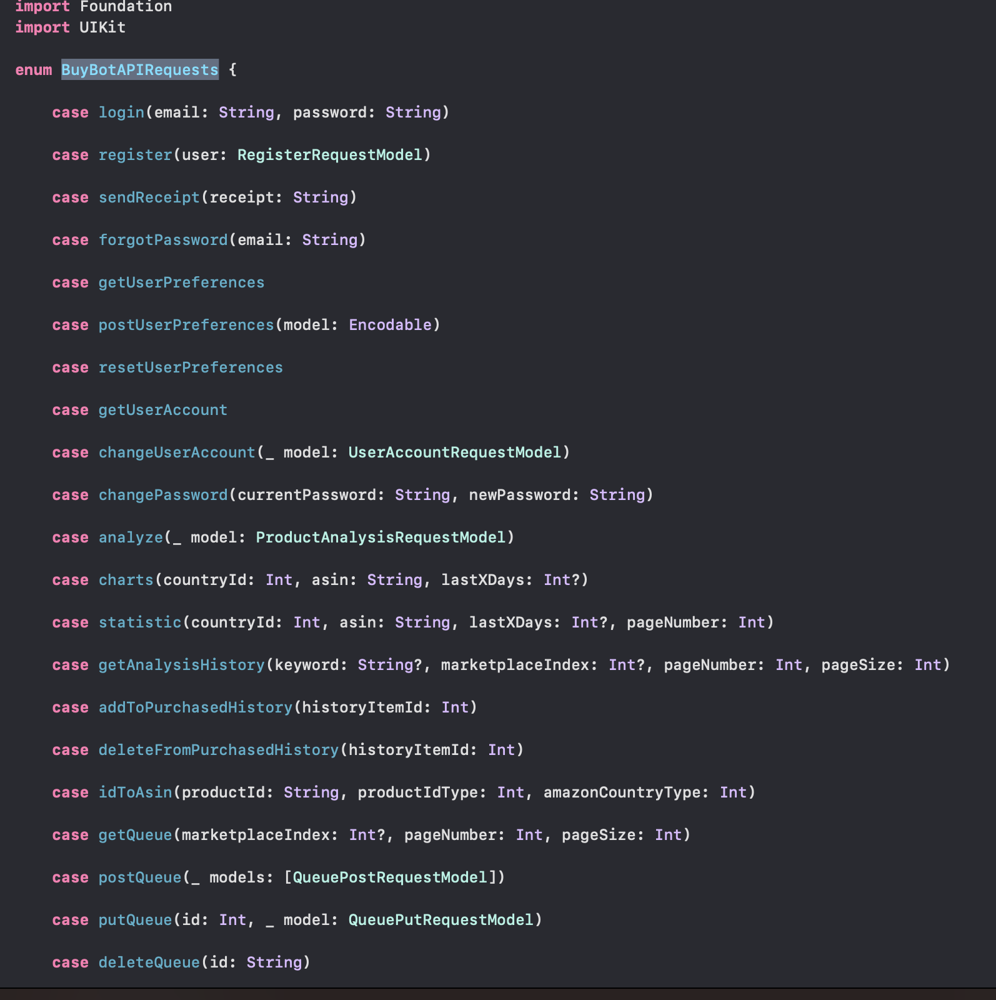 import Foundation
import UIKit
enum BuyBotAPIRequests {
case login(email: String, password: String)
case register(user: RegisterRequestModel)
case sendReceipt(receipt: String)
case forgotPassword(email: String)
case getUserPreferences
case postUserPreferences(model: Encodable)
case resetUserPreferences
case getUserAccount
case changeUserAccount(_ model: UserAccountRequestModel)
case changePassword(currentPassword: String, newPassword: String)
case analyze(_ model: ProductAnalysisRequestModel)
case charts(countryId: Int, asin: String, lastXDays: Int?)
case statistic(countryId: Int, asin: String, lastXDays: Int?, pageNumber: Int)
case getAnalysisHistory(keyword: String?, marketplaceIndex: Int?, pageNumber: Int, pageSize: Int)
case addToPurchasedHistory(historyItemId: Int)
case deleteFromPurchasedHistory(historyItemId: Int)
case idToAsin(productId: String, productIdType: Int, amazonCountryType: Int)
case getQueue(marketplaceIndex: Int?, pageNumber: Int, pageSize: Int)
case postQueue(_ models: [QueuePostRequestModel])
case putQueue(id: Int, _ model: QueuePutRequestModel)
case deleteQueue(id: String)